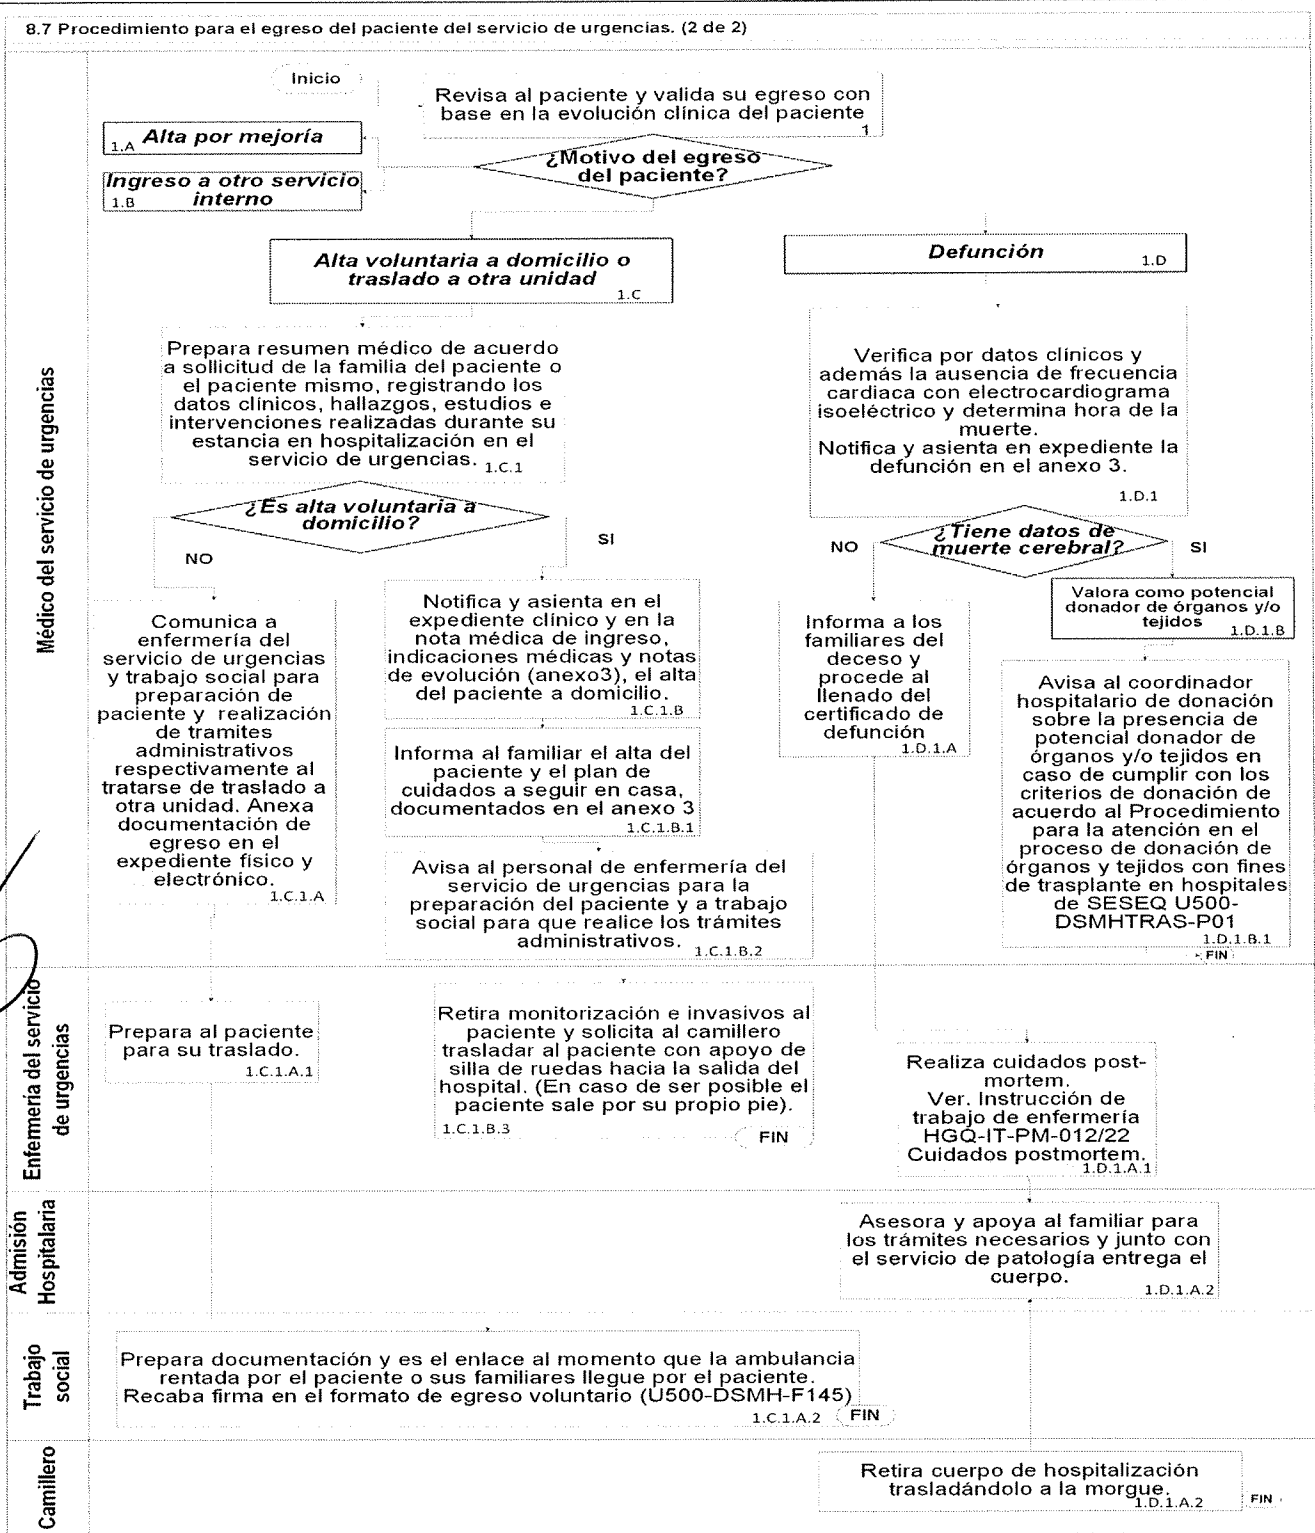 8.7 Procedimiento para el egreso del paciente del servicio de urgencias. (2 de 2)
Médico del servicio de urgencias
Inicio
Revisa al paciente y valida su egreso con
base en la evolución clínica del paciente
1
1.A Alta por mejoría
Ingreso a otro servicio
1.B interno
¿Motivo del egreso
del paciente?
Alta voluntaria a domicilio o
traslado a otra unidad
1.C
Defunción
1.D
Prepara resumen médico de acuerdo
a sollicitud de la familia del paciente o
el paciente mismo, registrando los
datos clínicos, hallazgos, estudios e
intervenciones realizadas durante su
estancia en hospitalización en el
servicio de urgencias. 1.C.1
Verifica por datos clínicos y
además la ausencia de frecuencia
cardiaca con electrocardiograma
isoeléctrico y determina hora de la
muerte.
Notifica y asienta en expediente la
defunción en el anexo 3.
1.D.1
¿Es alta voluntaria a
domicilio?
NO
SI
¿Tiene datos de
muerte cerebral?
NO
SI
Comunica a
enfermería del
servicio de urgencias
y trabajo social para
preparación de
paciente y realización
de tramites
administrativos
respectivamente al
tratarse de traslado a
otra unidad. Anexa
documentación de
egreso en el
expediente físico y
electrónico.
1.C.1.A
Notifica y asienta en el
expediente clínico y en la
nota médica de ingreso,
indicaciones médicas y notas
de evolución (anexo3), el alta
del paciente a domicilio.
1.C.1.B
Informa al familiar el alta del
paciente y el plan de
cuidados a seguir en casa,
documentados en el anexo 3
1.C.1.B.1
Avisa al personal de enfermería del
servicio de urgencias para la
preparación del paciente y a trabajo
social para que realice los trámites
administrativos. 1.C.1.B.2
Informa a los
familiares del
deceso y
procede al
llenado del
certificado de
defunción
1.D.1.A
Valora como potencial
donador de órganos y/o
tejidos
1.D.1.B
Avisa al coordinador
hospitalario de donación
sobre la presencia de
potencial donador de
órganos y/o tejidos en
caso de cumplir con los
criterios de donación de
acuerdo al Procedimiento
para la atención en el
proceso de donación de
órganos y tejidos con fines
de trasplante en hospitales
de SESEQ U500-
DSMHTRAS-P01
1.D.1.B.1
FIN
Enfermería del servicio
de urgencias
Prepara al paciente
para su traslado.
1.C.1.A.1
Retira monitorización e invasivos al
paciente y solicita al camillero
trasladar al paciente con apoyo de
silla de ruedas hacia la salida del
hospital. (En caso de ser posible el
paciente sale por su propio pie).
1.C.1.B.3
FIN
Realiza cuidados post-
mortem.
Ver. Instrucción de
trabajo de enfermería
HGQ-IT-PM-012/22
Cuidados postmortem.
1.D.1.A.1
Admisión
Hospitalaria
Asesora y apoya al familiar para
los trámites necesarios y junto con
el servicio de patología entrega el
cuerpo.
1.D.1.A.2
Trabajo
social
Prepara documentación y es el enlace al momento que la ambulancia
rentada por el paciente o sus familiares llegue por el paciente.
Recaba firma en el formato de egreso voluntario (U500-DSMH-F145)
1.C.1.A.2 FIN
Camillero
Retira cuerpo de hospitalización
trasladándolo a la morgue.
1.D.1.A.2
FIN